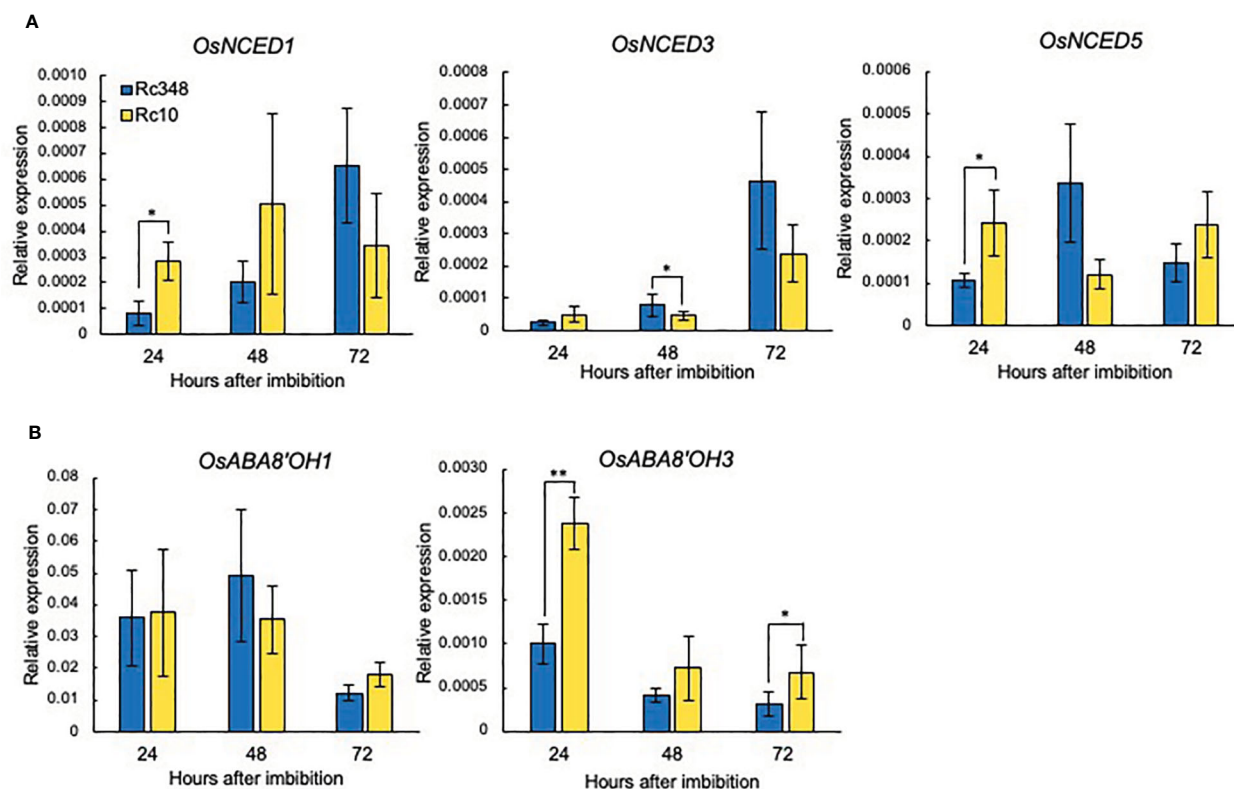 A
OsNCED1
Relative expression
0.0010
0.0009
0.0008
0.0007
0.0006
0.0005
0.0004
0.0003
0.0002
0.0001
0
Rc348
Rc10
*
24 48 72
Hours after imbibition
OsNCED3
Relative expression
0.0008
0.0007
0.0006
0.0005
0.0004
0.0003
0.0002
0.0001
0
*
24 48 72
Hours after imbibition
OsNCED5
Relative expression
0.0006
0.0005
0.0004
0.0003
0.0002
0.0001
0
*
24 48 72
Hours after imbibition
B
OsABA8'OH1
Relative expression
0.08
0.07
0.06
0.05
0.04
0.03
0.02
0.01
0
24 48 72
Hours after imbibition
OsABA8'OH3
Relative expression
0.0030
0.0025
0.0020
0.0015
0.0010
0.0005
0
**
*
24 48 72
Hours after imbibition